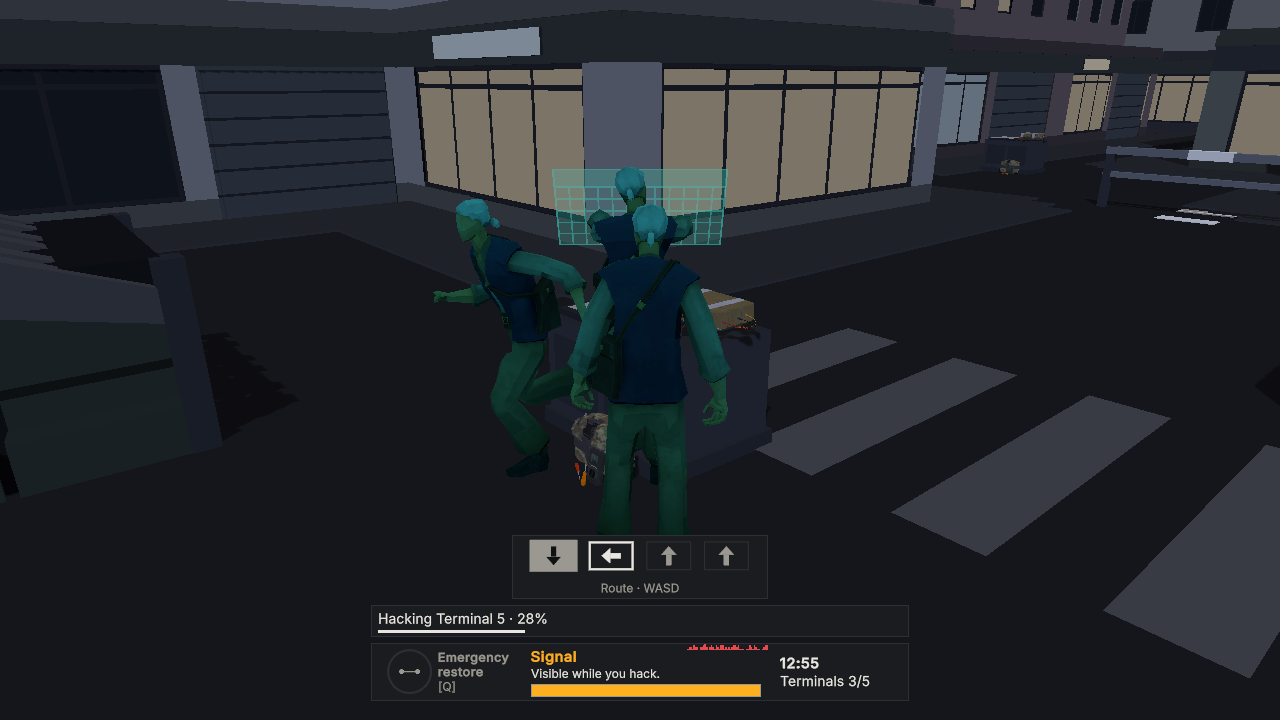 Route · WASD
Hacking Terminal 5 · 28%
Emergency
restore
[Q]
Signal
Visible while you hack.
12:55
Terminals 3/5